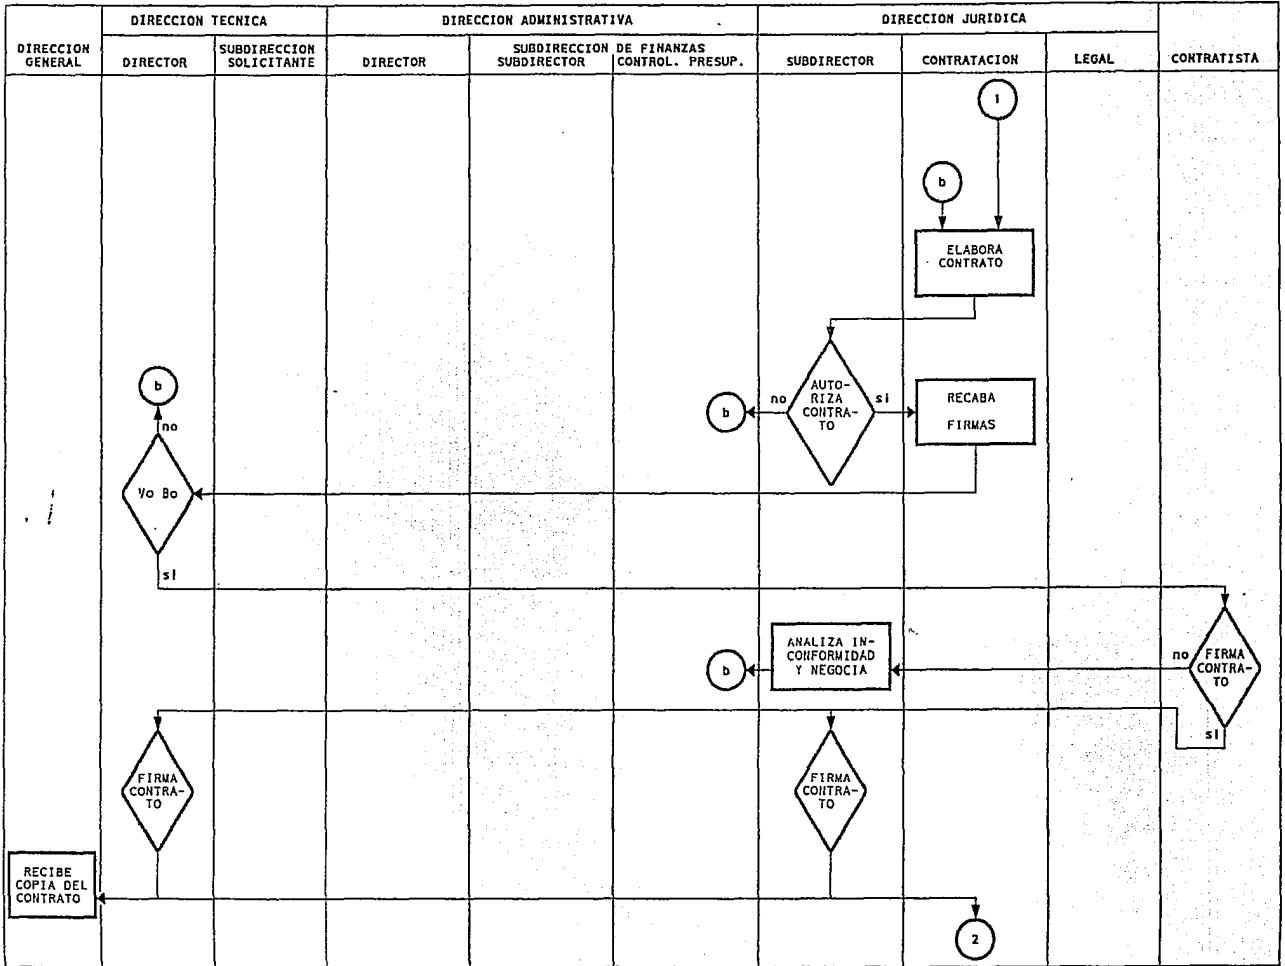 DIRECCION TECNICA
DIRECCION ADMINISTRATIVA
DIRECCION JURIDICA
DIRECCION
GENERAL
DIRECTOR
SUBDIRECCION
SOLICITANTE
DIRECTOR
SUBDIRECCION DE FINANZAS
SUBDIRECTOR
CONTROL. PRESUP.
SUBDIRECTOR
CONTRATACION
LEGAL
CONTRATISTA
1
b
ELABORA
CONTRATO
b
no
AUTO-
RIZA
CONTRA-
TO
si
RECABA
FIRMAS
b
no
Vo Bo
si
FIRMA
CONTRA-
TO
no
si
ANALIZA IN-
CONFORMIDAD
Y NEGOCIA
b
FIRMA
CONTRA-
TO
FIRMA
CONTRA-
TO
RECIBE
COPIA DEL
CONTRATO
2